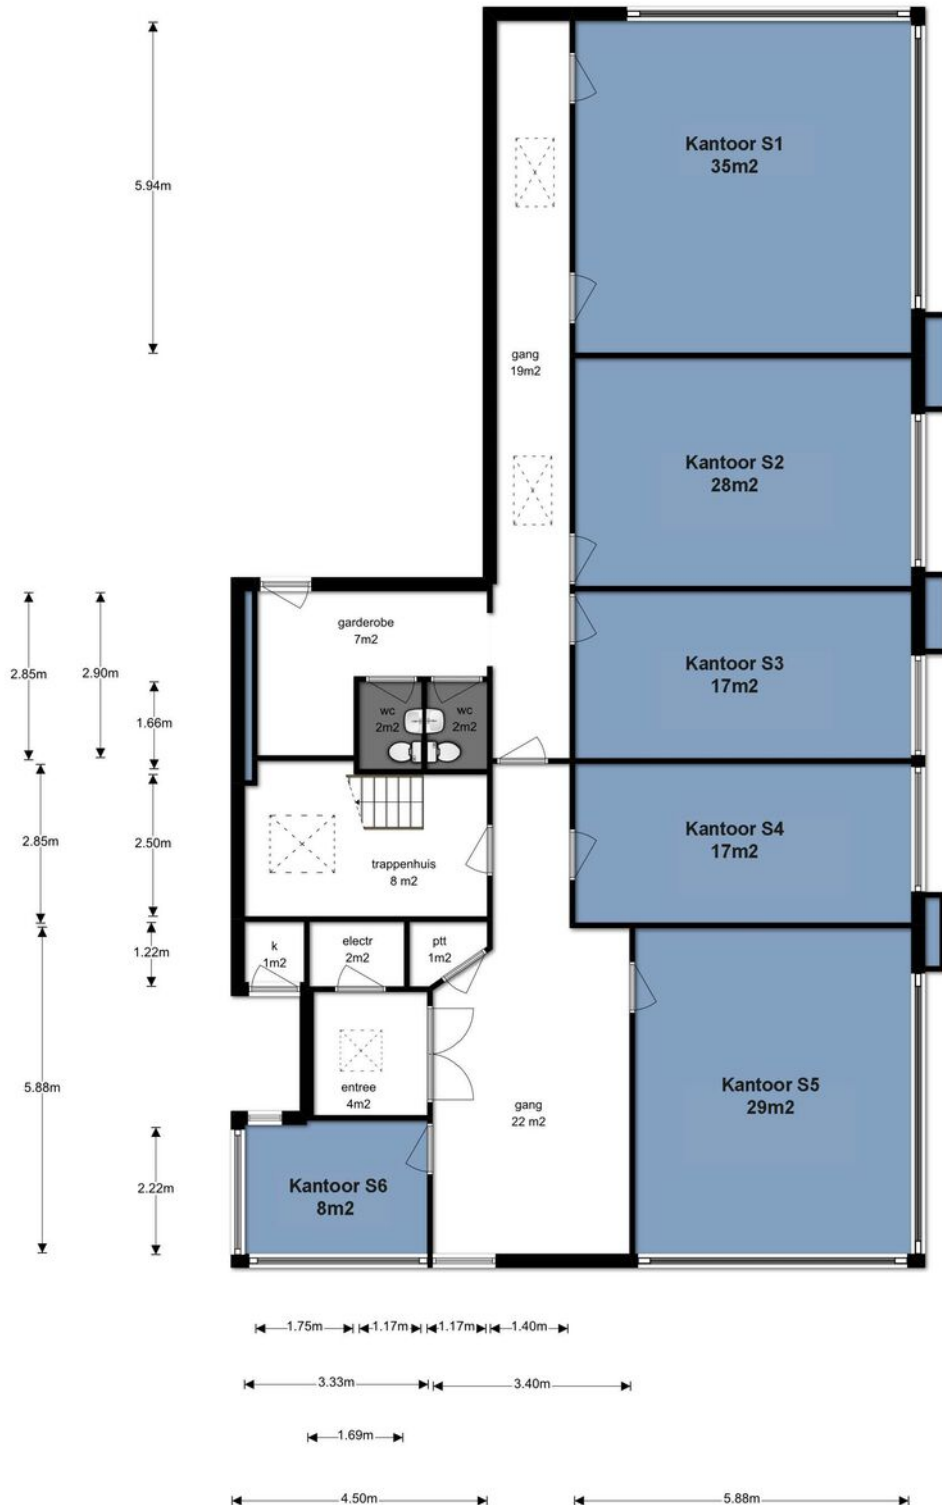 Kantoor S1
35m2
5.94m
gang
19m2
Kantoor S2
28m2
garderobe
7m2
2.85m
2.90m
1.66m
wc
2m2
wc
2m2
Kantoor S3
17m2
2.85m
2.50m
trappenhuis
8 m2
Kantoor S4
17m2
1.22m
k
1m2
electr
2m2
ptt
1m2
5.88m
entree
4m2
gang
22 m2
Kantoor S5
29m2
2.22m
Kantoor S6
8m2
1.75m
1.17m
1.17m
1.40m
3.33m
3.40m
1.69m
4.50m
5.88m